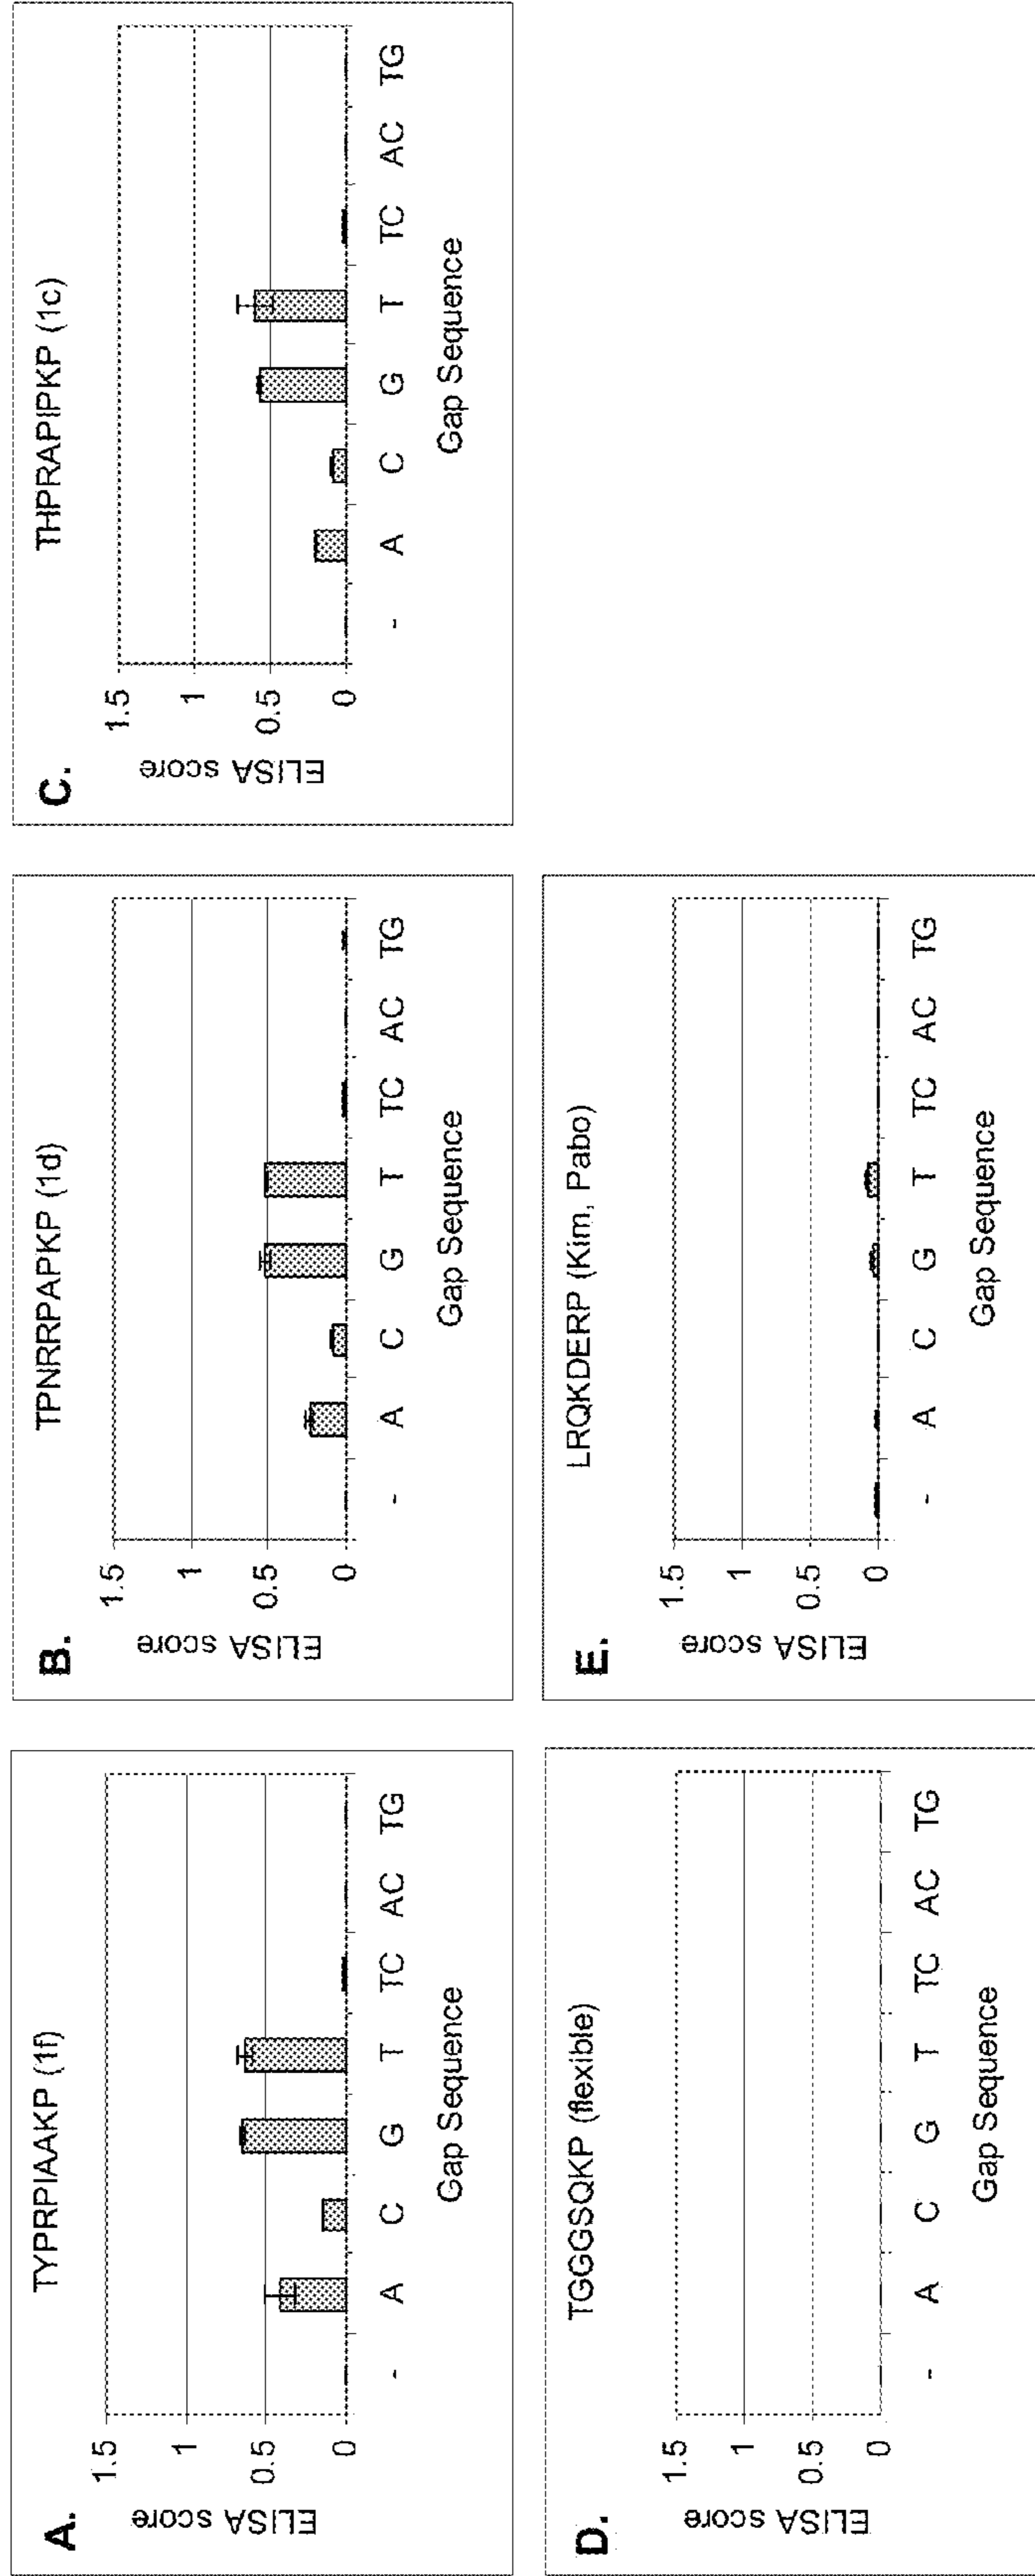 A.
TYPRPIAAKP (1f)
ELISA score
1.5
1
0.5
0
- A C G T TC AC TG
Gap Sequence
B.
TPNRRPAPKP (1d)
ELISA score
1.5
1
0.5
0
- A C G T TC AC TG
Gap Sequence
C.
THPRAPIPKP (1c)
ELISA score
1.5
1
0.5
0
- A C G T TC AC TG
Gap Sequence
D.
TGGGSQKP (flexible)
ELISA score
1.5
1
0.5
0
- A C G T TC AC TG
Gap Sequence
E.
LRQKDERP (Kim, Pabo)
ELISA score
1.5
1
0.5
0
- A C G T TC AC TG
Gap Sequence